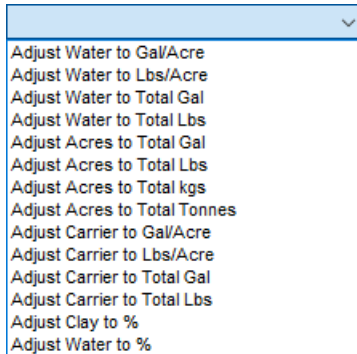 Adjust Water to Gal/Acre
Adjust Water to Lbs/Acre
Adjust Water to Total Gal
Adjust Water to Total Lbs
Adjust Acres to Total Gal
Adjust Acres to Total Lbs
Adjust Acres to Total kgs
Adjust Acres to Total Tonnes
Adjust Carrier to Gal/Acre
Adjust Carrier to Lbs/Acre
Adjust Carrier to Total Gal
Adjust Carrier to Total Lbs
Adjust Clay to %
Adjust Water to %